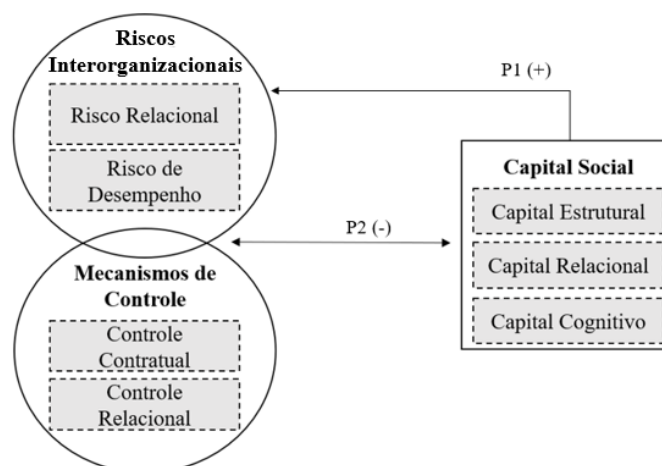 Riscos
Interorganizacionais
Risco Relacional
Risco de
Desempenho
P1 (+)
Capital Social
Capital Estrutural
Capital Relacional
Capital Cognitivo
P2 (-)
Mecanismos de
Controle
Controle
Contratual
Controle
Relacional